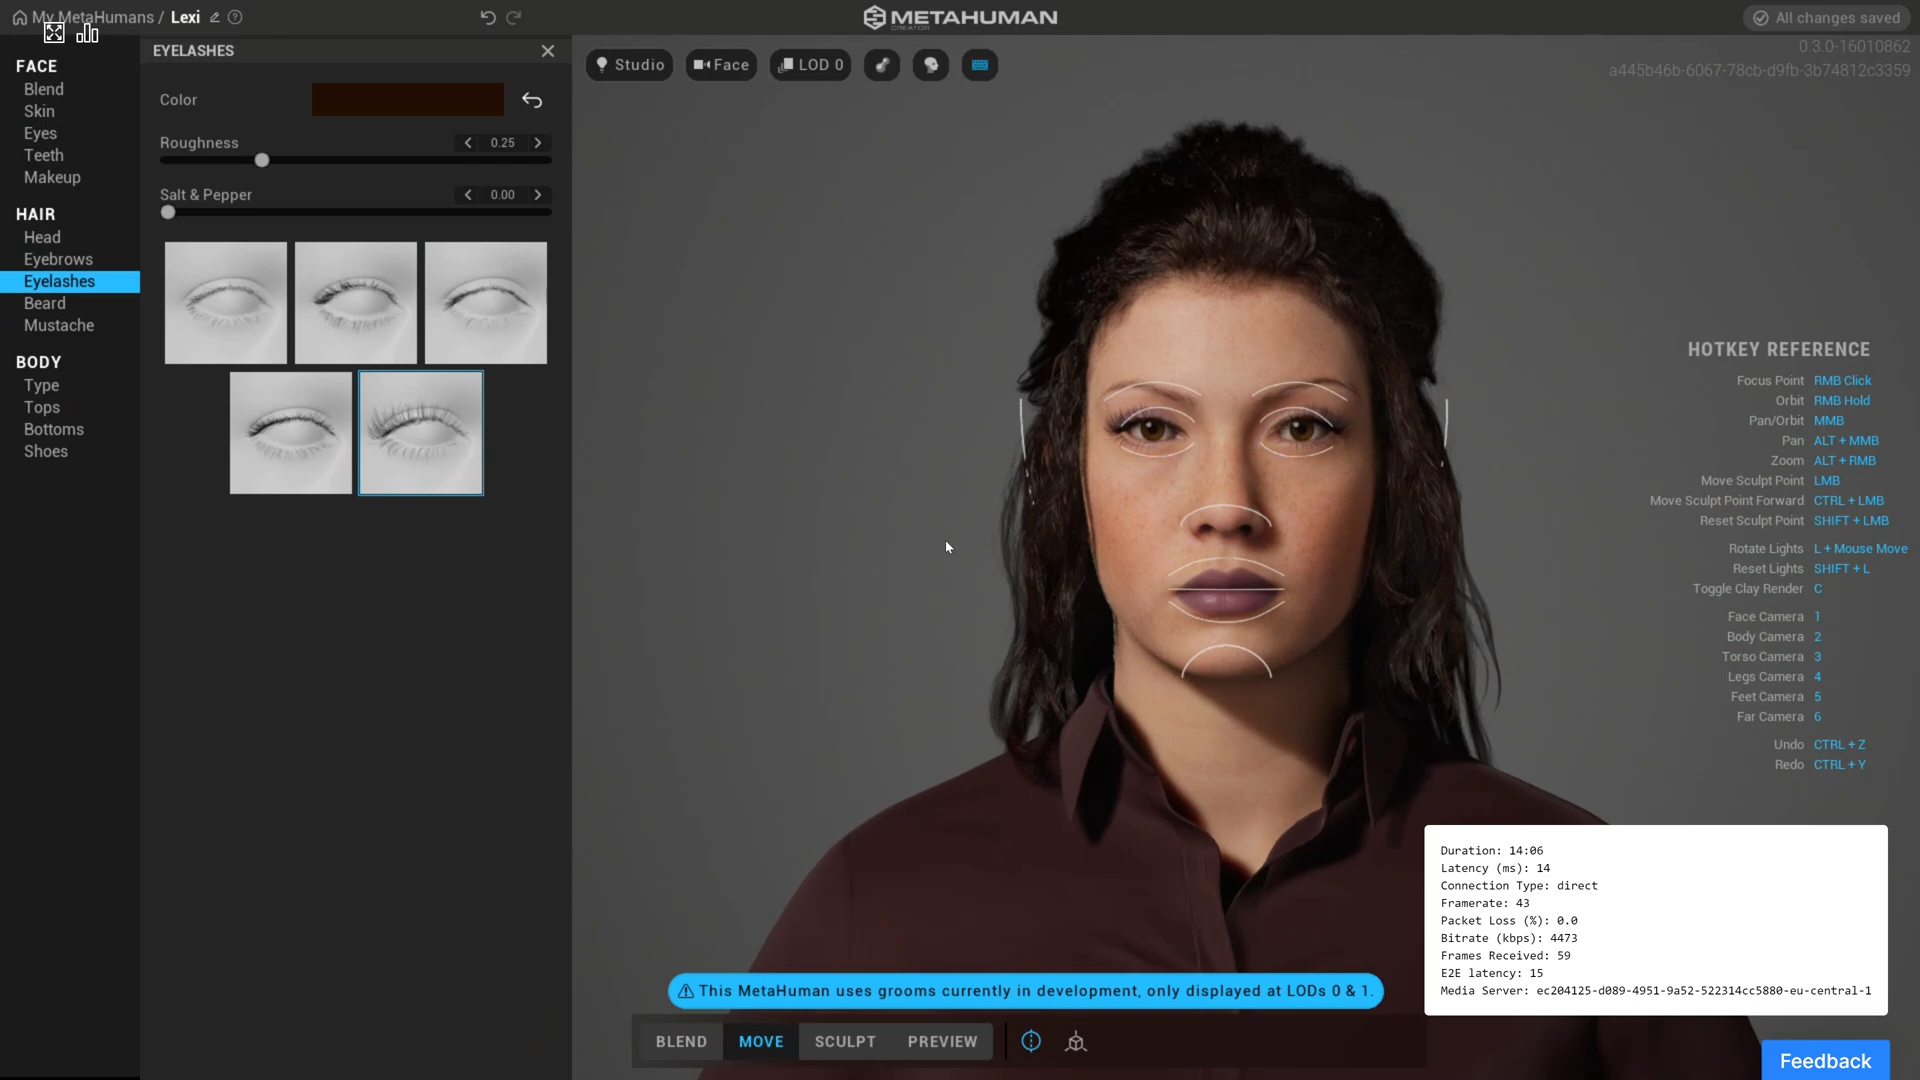 My MetaHumans / Lexi
METAHUMAN
CREATOR
All changes saved
0.3.0-16010862
a445b46b-6067-78cb-d9fb-3b74812c3359
FACE
Blend
Skin
Eyes
Teeth
Makeup
HAIR
Head
Eyebrows
Eyelashes
Beard
Mustache
BODY
Type
Tops
Bottoms
Shoes
EYELASHES
Color
Roughness 0.25
Salt & Pepper 0.00
Studio
Face
LOD 0
HOTKEY REFERENCE
Focus Point RMB Click
Orbit RMB Hold
Pan/Orbit MMB
Pan ALT + MMB
Zoom ALT + RMB
Move Sculpt Point LMB
Move Sculpt Point Forward CTRL + LMB
Reset Sculpt Point SHIFT + LMB
Rotate Lights L + Mouse Move
Reset Lights SHIFT + L
Toggle Clay Render C
Face Camera 1
Body Camera 2
Torso Camera 3
Legs Camera 4
Feet Camera 5
Far Camera 6
Undo CTRL + Z
Redo CTRL + Y
Duration: 14:06
Latency (ms): 14
Connection Type: direct
Framerate: 43
Packet Loss (%): 0.0
Bitrate (kbps): 4473
Frames Received: 59
E2E latency: 15
Media Server: ec204125-d089-4951-9a52-522314cc5880-eu-central-1
This MetaHuman uses grooms currently in development, only displayed at LODs 0 & 1.
BLEND
MOVE
SCULPT
PREVIEW
Feedback